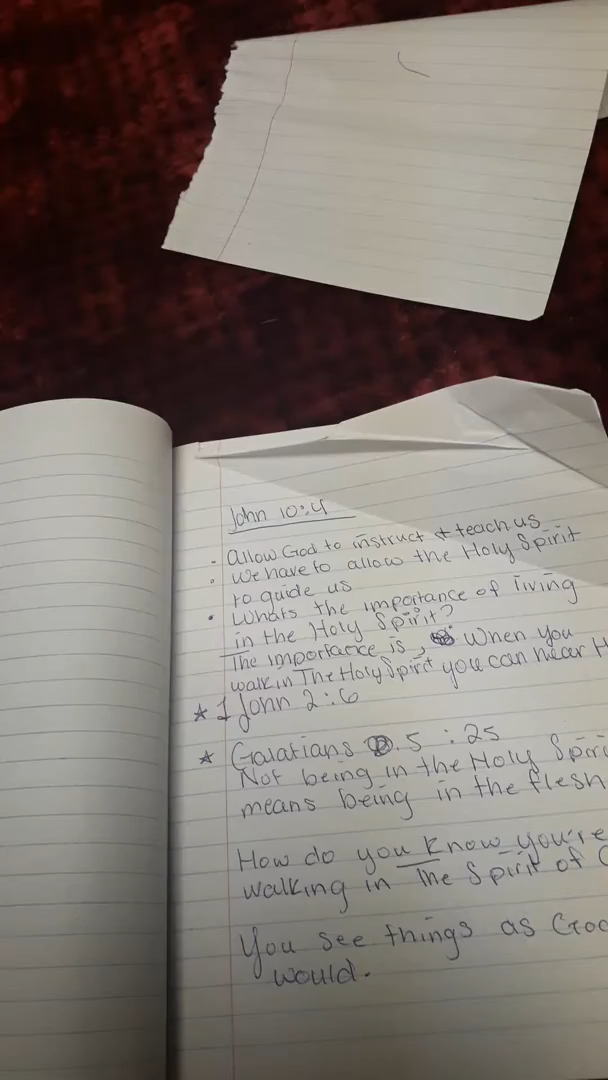 John 10:4
- Allow God to instruct & teach us
• We have to allow the Holy Spirit
to guide us
• Whats the importance of living
in the Holy Spirit?
The importance is, When you
walk in The Holy Spirit you can hear H
* 1 John 2:6
* Galatians 5:25
Not being in the Holy Spiri
means being in the flesh
How do you know you're
walking in the Spirit of G
You see things as God
would.